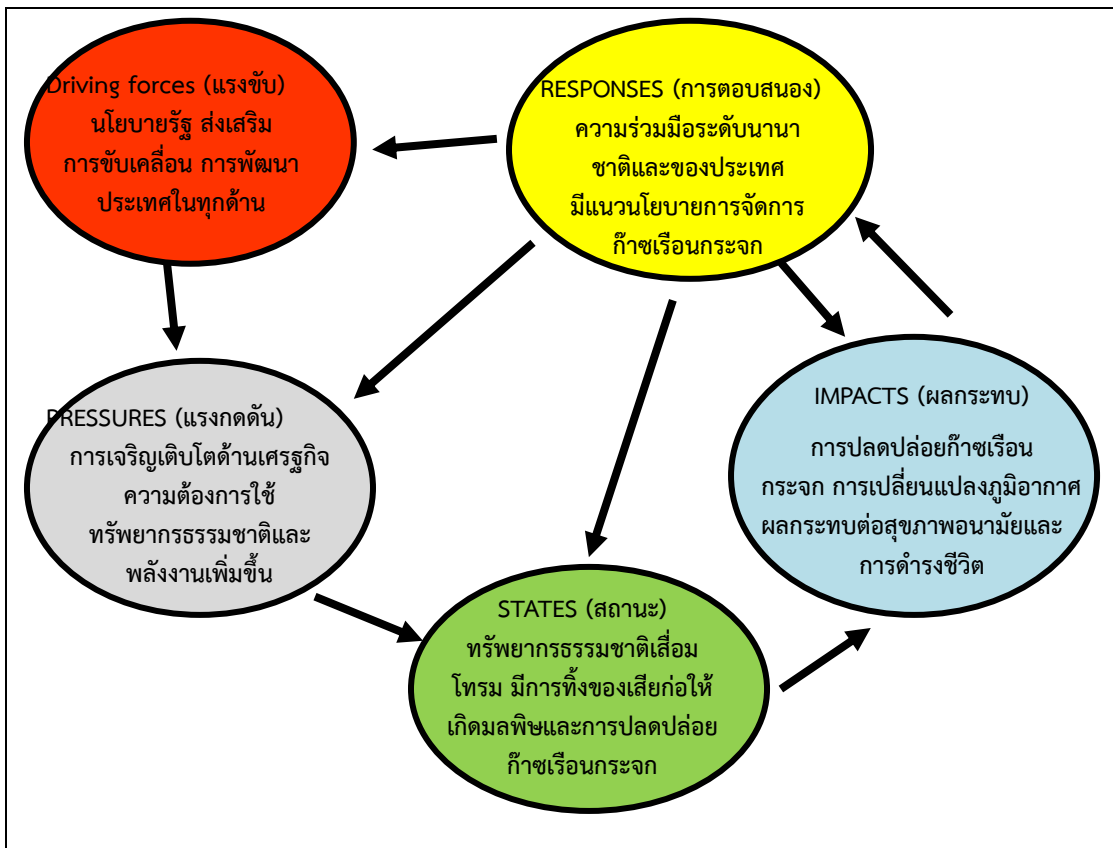 Driving forces (แรงขับ)
นโยบายรัฐ ส่งเสริม
การขับเคลื่อน การพัฒนา
ประเทศในทุกด้าน
RESPONSES (การตอบสนอง)
ความร่วมมือระดับนานา
ชาติและของประเทศ
มีแนวนโยบายการจัดการ
ก๊าซเรือนกระจก
PRESSURES (แรงกดดัน)
การเจริญเติบโตด้านเศรฐกิจ
ความต้องการใช้
ทรัพยากรธรรมชาติและ
พลังงานเพิ่มขึ้น
IMPACTS (ผลกระทบ)
การปลดปล่อยก๊าซเรือน
กระจก การเปลี่ยนแปลงภูมิอากาศ
ผลกระทบต่อสุขภาพอนามัยและ
การดำรงชีวิต
STATES (สถานะ)
ทรัพยากรธรรมชาติเสื่อม
โทรม มีการทิ้งของเสียก่อให้
เกิดมลพิษและการปลดปล่อย
ก๊าซเรือนกระจก